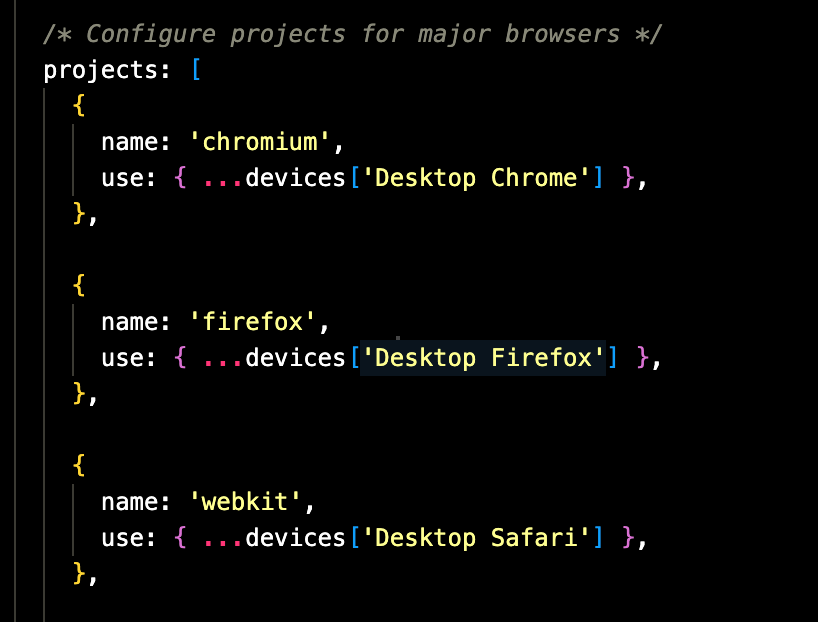 /* Configure projects for major browsers */
projects: [
{
name: 'chromium',
use: { ...devices['Desktop Chrome'] },
},
{
name: 'firefox',
use: { ...devices['Desktop Firefox'] },
},
{
name: 'webkit',
use: { ...devices['Desktop Safari'] },
},